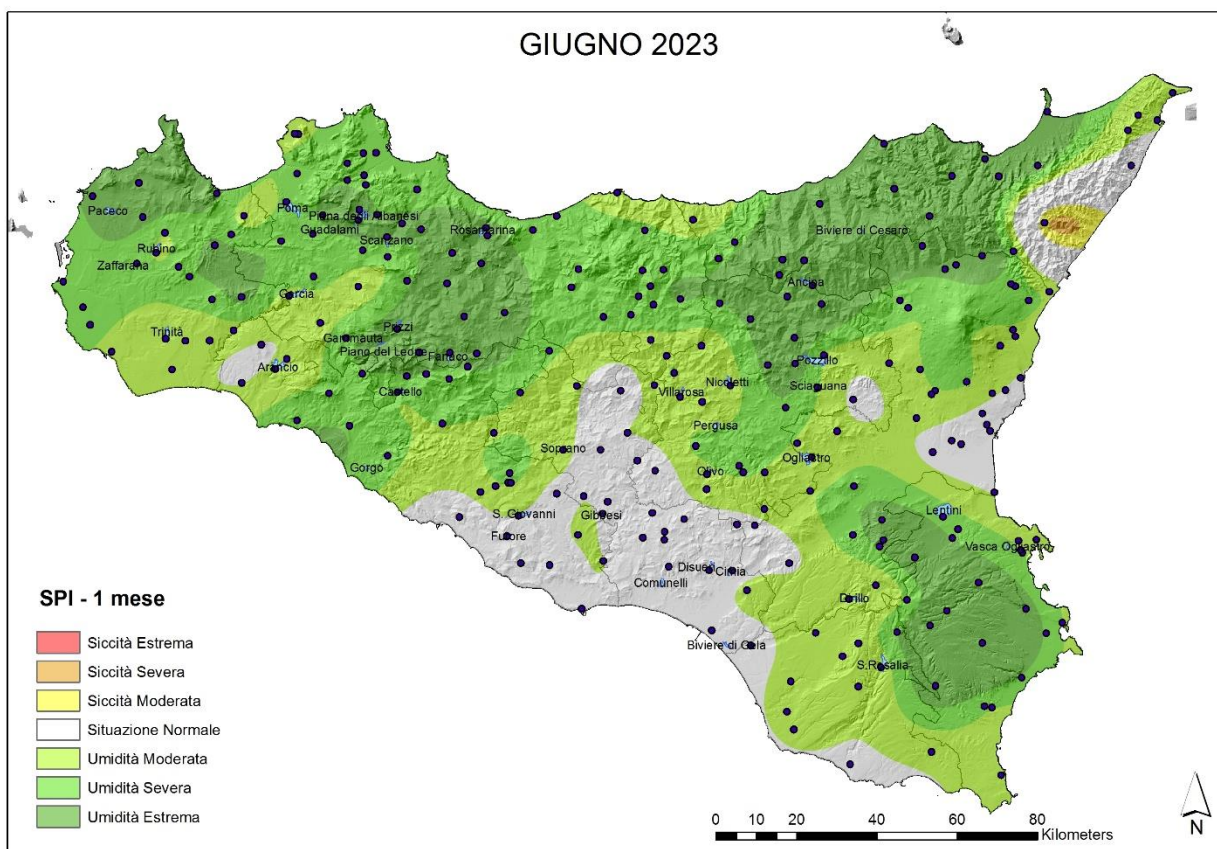 GIUGNO 2023
Paceco
Poma
Piana degli Albanesi
Guadalami
Scanzano
Rosamarina
Rubino
Zaffarana
Biviere di Cesarò
Garcia
Ancipa
Trinità
Prizzi
Gammauta
Piano del Leone
Fanaco
Arancio
Castello
Pozzillo
Nicoletti
Sciaguana
Villarosa
Pergusa
Soprano
Gorgo
Olivo
Ogliastro
S. Giovanni
Gibbesi
Lentini
Furore
Vasca Ogliastro
Disueri
Cimia
Comunelli
Dirillo
Biviere di Gela
S.Rosalia
SPI - 1 mese
Siccità Estrema
Siccità Severa
Siccità Moderata
Situazione Normale
Umidità Moderata
Umidità Severa
Umidità Estrema
0 10 20 40 60 80
Kilometers
N